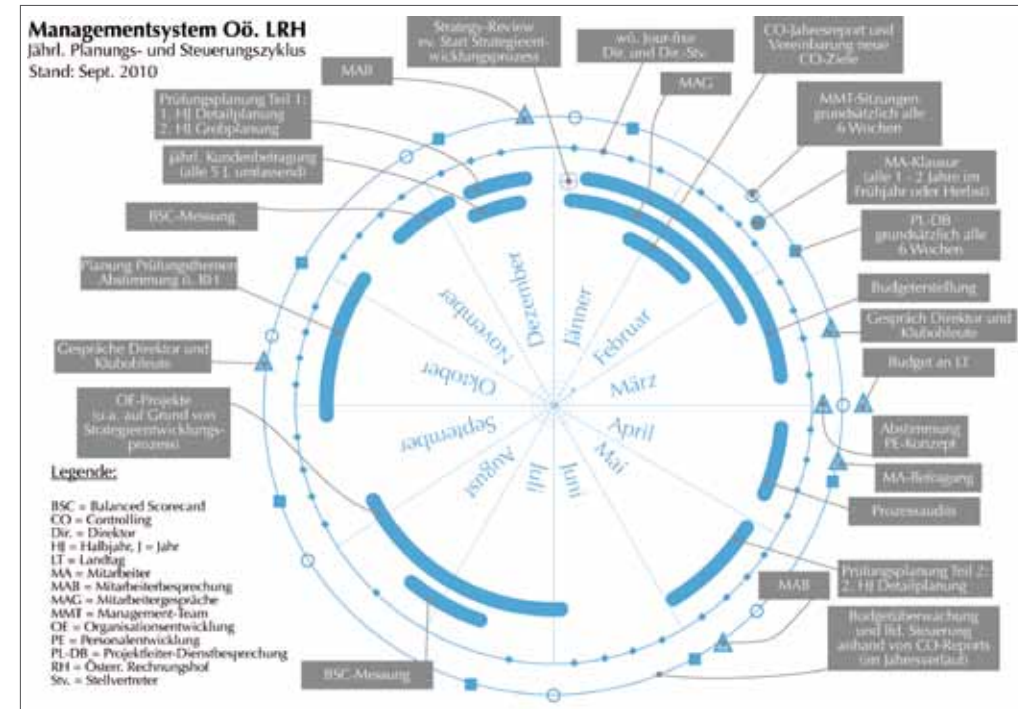 Managementsystem Oö. LRH
Jährl. Planungs- und Steuerungszyklus
Stand: Sept. 2010
MAB
Strategy-Review
ev. Start Strategieent-
wicklungsprozess
wö. Jour-fixe
Dir. und Dir.-Stv.
MAG
CO-Jahresreport und
Vereinbarung neue
CO-Ziele
MMT-Sitzungen
grundsätzlich alle
6 Wochen
MA-Klausur
(alle 1 - 2 Jahre im
Frühjahr oder Herbst)
PL-DB
grundsätzlich alle
6 Wochen
Budgeterstellung
Gespräch Direktor und
Klubobleute
Budget an LT
Abstimmung
PE-Konzept
MA-Befragung
Prozessaudits
Prüfungsplanung Teil 2:
2. HJ Detailplanung
MAB
Budgetüberwachung
und lfd. Steuerung
anhand von CO-Reports
(im Jahresverlauf)
Prüfungsplanung Teil 1:
1. HJ Detailplanung
2. HJ Grobplanung
jährl. Kundenbefragung
(alle 5 J. umfassend)
BSC-Messung
Planung Prüfungsthemen
Abstimmung ö. RH
Gespräche Direktor und
Klubobleute
OE-Projekte
(u.a. auf Grund von
Strategieentwicklungs-
prozess)
BSC-Messung
Jänner
Februar
März
April
Mai
Juni
Juli
August
September
Oktober
November
Dezember
Legende:
BSC = Balanced Scorecard
CO = Controlling
Dir. = Direktor
HJ = Halbjahr, J = Jahr
LT = Landtag
MA = Mitarbeiter
MAB = Mitarbeiterbesprechung
MAG = Mitarbeitergespräche
MMT = Management-Team
OE = Organisationsentwicklung
PE = Personalentwicklung
PL-DB = Projektleiter-Dienstbesprechung
RH = Österr. Rechnungshof
Stv. = Stellvertreter